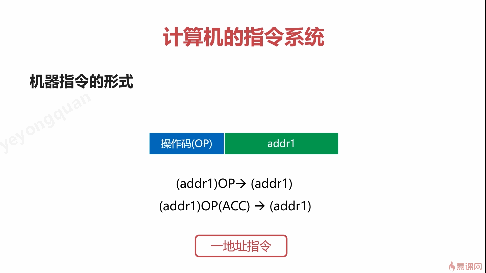 计算机的指令系统
机器指令的形式
yeyongquan
操作码(OP) addr1
(addr1)OP→ (addr1)
(addr1)OP(ACC) → (addr1)
一地址指令
慕课网